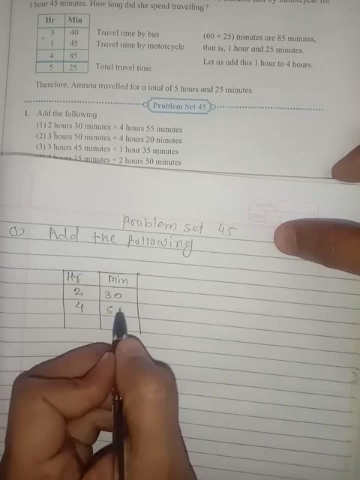 1 hour 45 minutes. How long did she spend travelling?
Hr Min
+ 3 40 Travel time by bus (60 + 25) minutes are 85 minutes,
1 45 Travel time by motorcycle that is, 1 hour and 25 minutes.
4 85 Let us add this 1 hour to 4 hours.
5 25 Total travel time
Therefore, Amruta travelled for a total of 5 hours and 25 minutes.
Problem Set 45
1. Add the following.
(1) 2 hours 30 minutes + 4 hours 55 minutes
(2) 3 hours 50 minutes + 4 hours 20 minutes
(3) 3 hours 45 minutes + 1 hour 35 minutes
hours 15 minutes + 2 hours 50 minutes
Problem set 45
① Add the following
Hr min
2 30
4 5